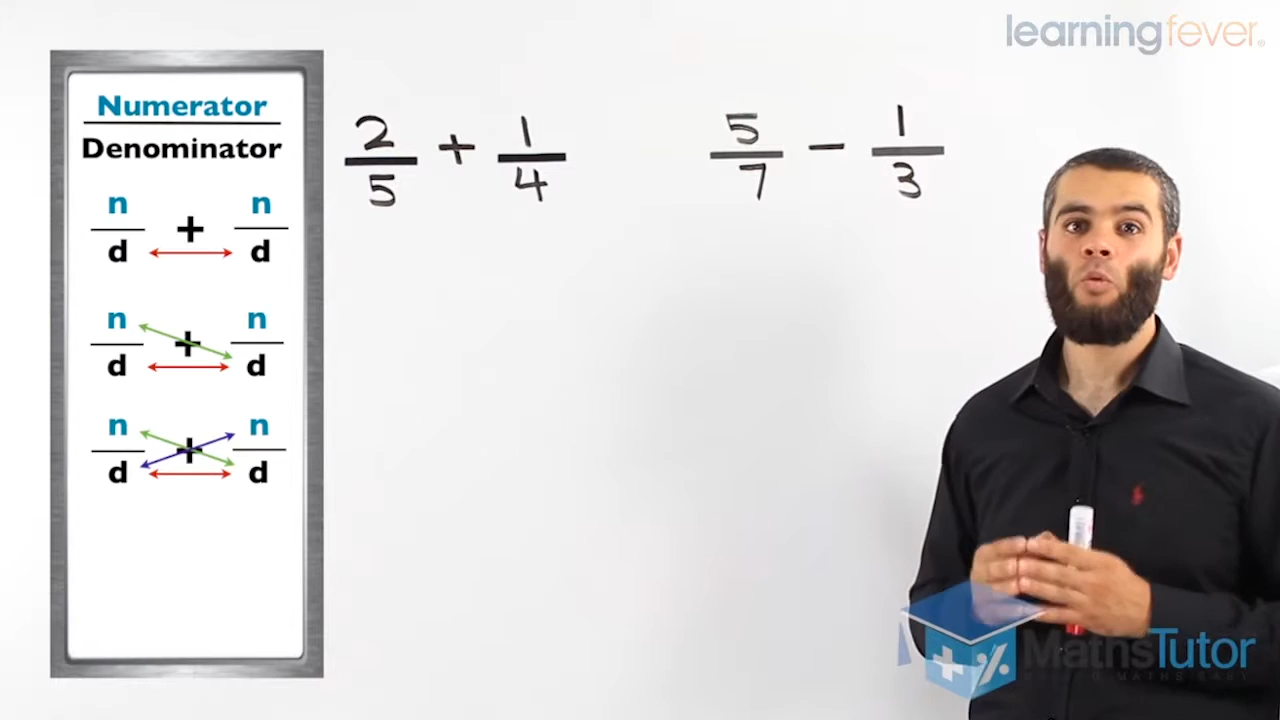 learningfever®
Numerator
Denominator
n + n
d d
n + n
d d
n + n
d d
2 + 1
5 4
5 - 1
7 3
MathsTutor